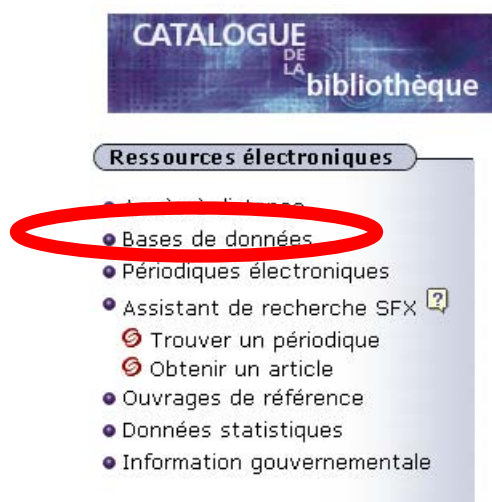 CATALOGUE
DE
LA
bibliothèque
Ressources électroniques
Bases de données
Périodiques électroniques
Assistant de recherche SFX ?
Trouver un périodique
Obtenir un article
Ouvrages de référence
Données statistiques
Information gouvernementale